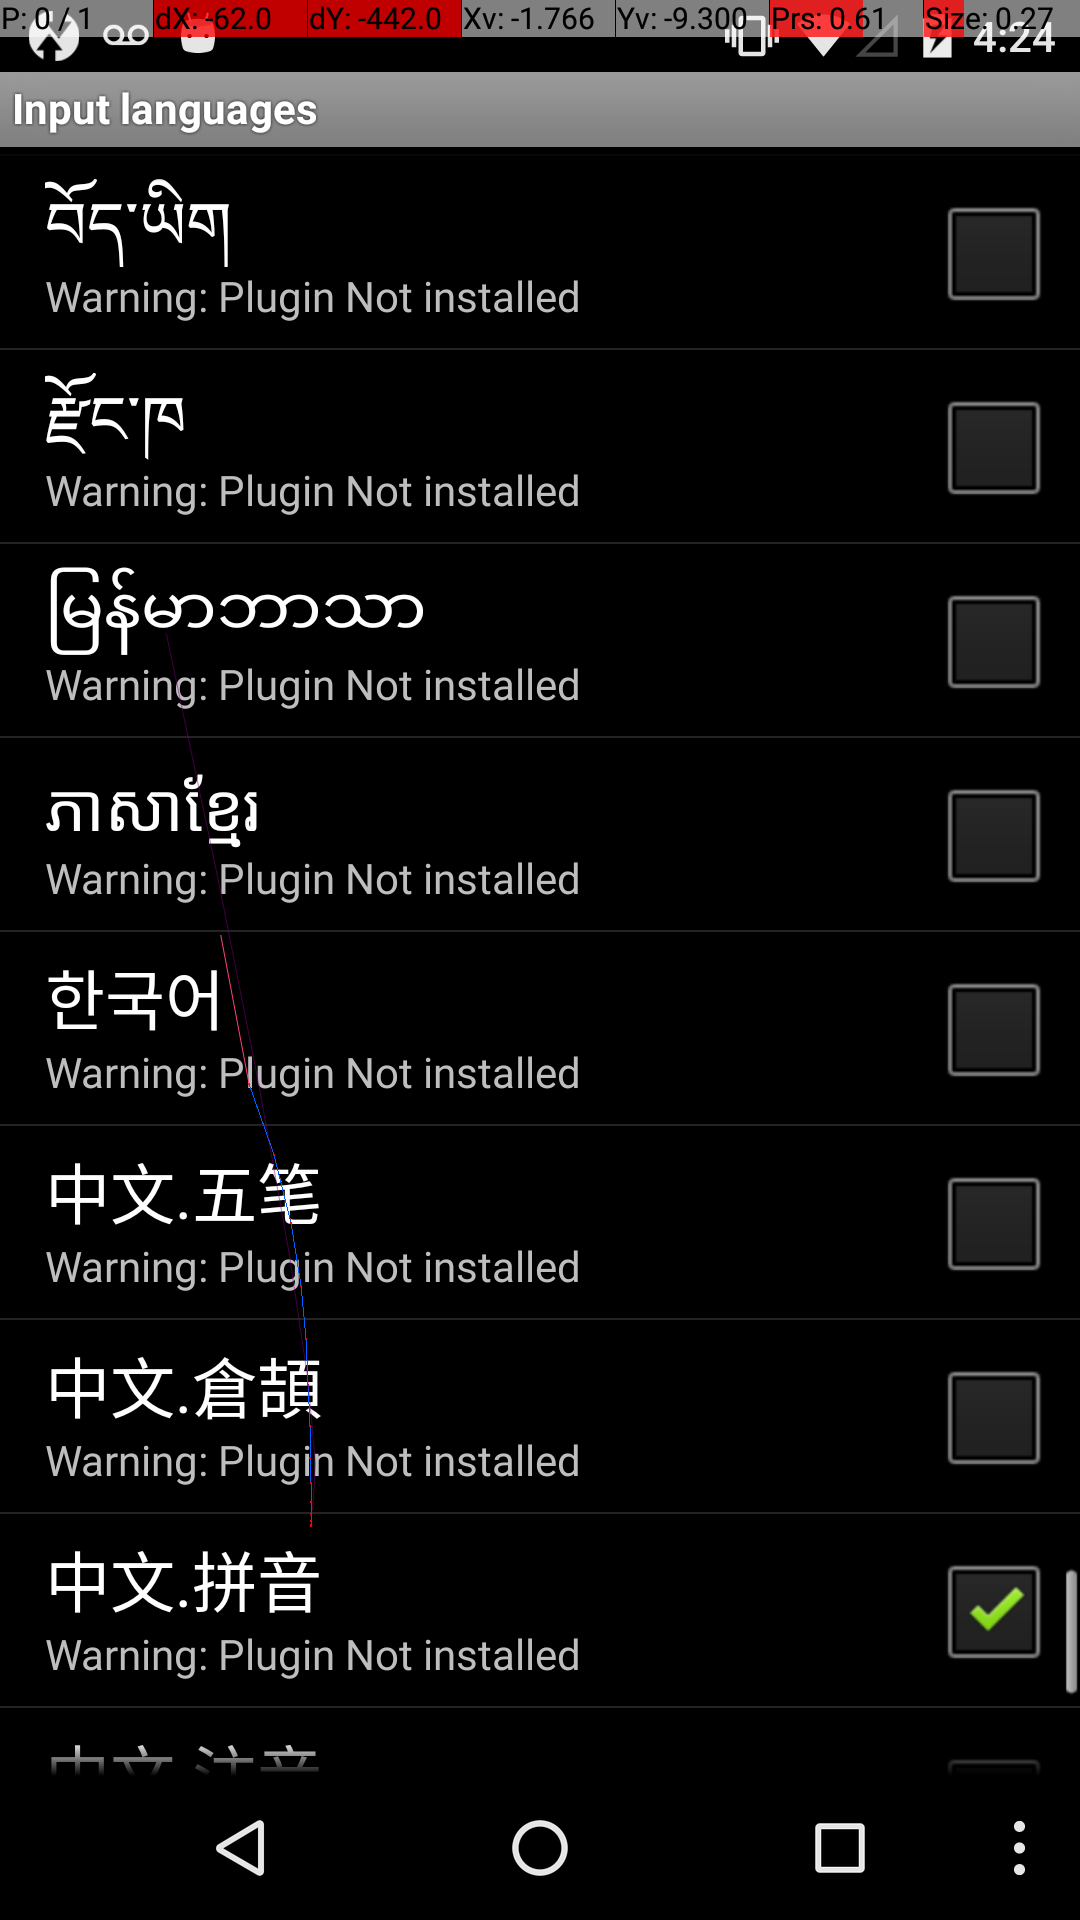 P: 0 / 1 dX: -62.0 dY: -442.0 Xv: -1.766 Yv: -9.300 Prs: 0.61 Size: 0.27
4:24
Input languages
བོད་ཡིག
Warning: Plugin Not installed
རྫོང་ཁ
Warning: Plugin Not installed
မြန်မာဘာသာ
Warning: Plugin Not installed
ភាសាខ្មែរ
Warning: Plugin Not installed
한국어
Warning: Plugin Not installed
中文.五笔
Warning: Plugin Not installed
中文.倉頡
Warning: Plugin Not installed
中文.拼音
Warning: Plugin Not installed
中文.注音